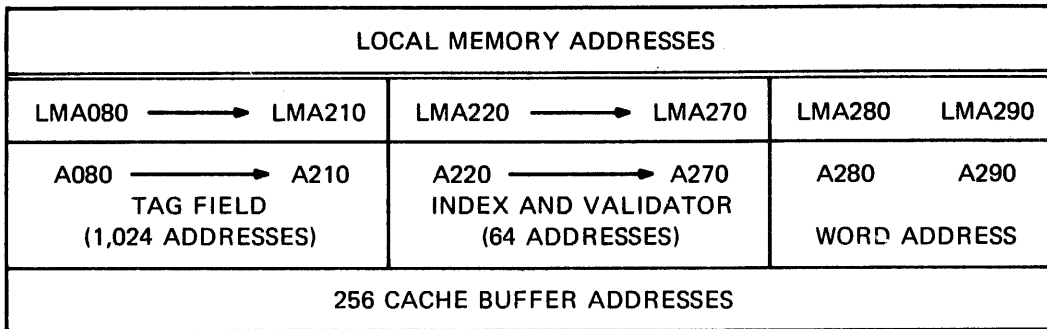 LOCAL MEMORY ADDRESSES
LMA080 → LMA210 LMA220 → LMA270 LMA280 LMA290
A080 → A210 A220 → A270 A280 A290
TAG FIELD INDEX AND VALIDATOR
(1,024 ADDRESSES) (64 ADDRESSES) WORD ADDRESS
256 CACHE BUFFER ADDRESSES